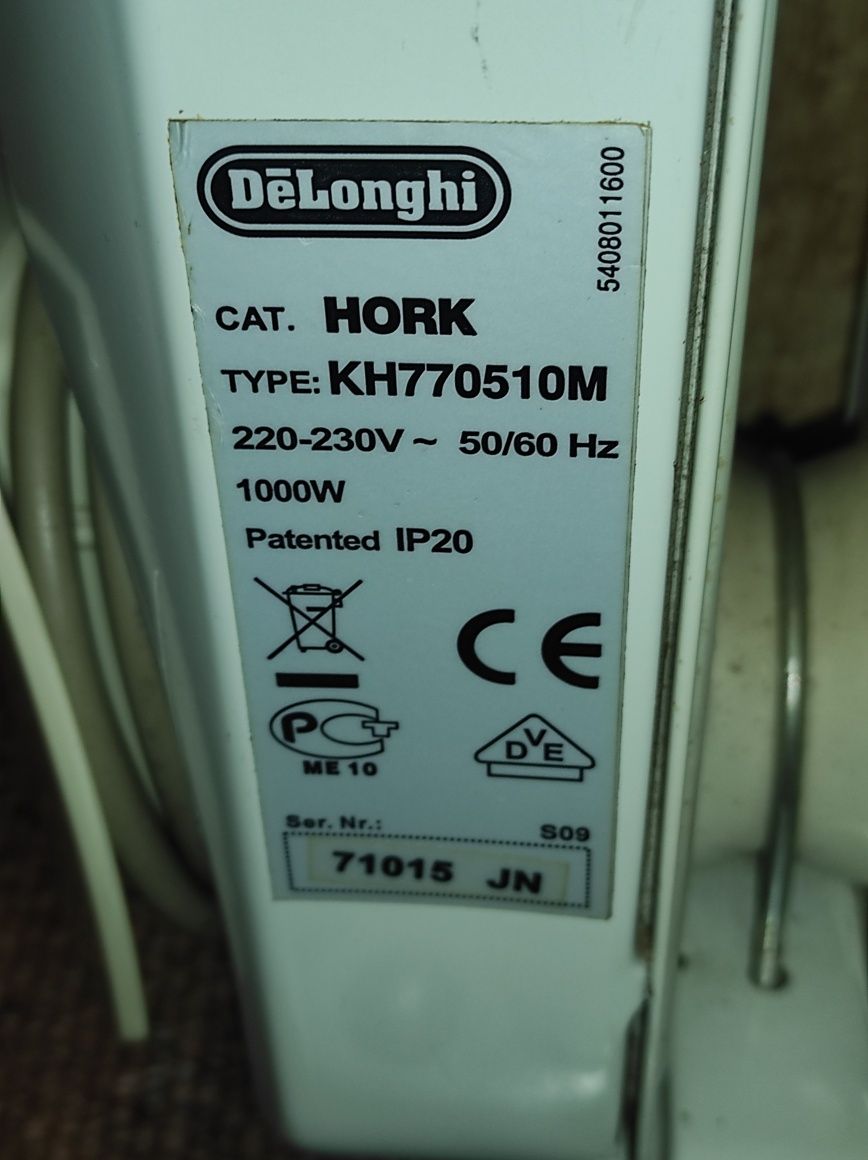 DēLonghi
5408011600
CAT. HORK
TYPE: KH770510M
220-230V ~ 50/60 Hz
1000W
Patented IP20
CE
PCT
ME 10
DVE
Ser. Nr.:
S09
71015 JN